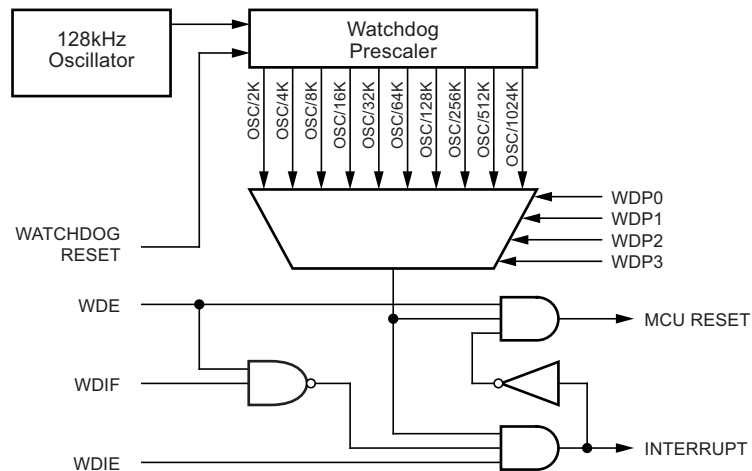 128kHz
Oscillator
Watchdog
Prescaler
OSC/2K
OSC/4K
OSC/8K
OSC/16K
OSC/32K
OSC/64K
OSC/128K
OSC/256K
OSC/512K
OSC/1024K
WDP0
WDP1
WDP2
WDP3
WATCHDOG
RESET
WDE
MCU RESET
WDIF
WDIE
INTERRUPT